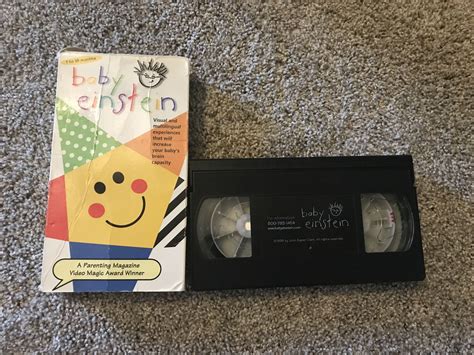 baby
einstein
Visual and
multilingual
experiences
that will
increase your
baby's brain
capacity.
A Parenting Magazine
Video Magic Award Winner
baby
einstein